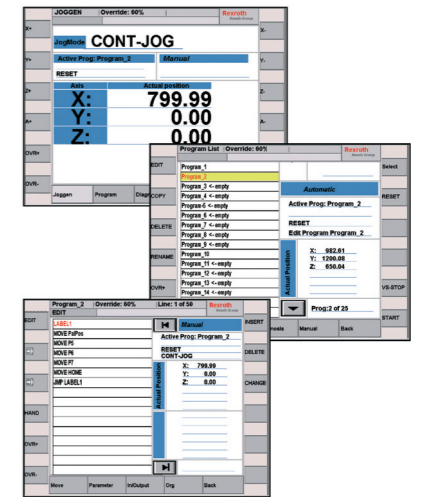 JOGGEN Override: 60% Rexroth
Bosch Group
X+ X-
JogMode CONT-JOG
Y+ Y-
Active Prog: Program_2 Manual
RESET
Axis Actual position
Z+ Z-
X: 799.99
Y: 0.00
A+ A-
Z: 0.00
OVR+
OVR-
Joggen Program
Program List Override: 60% Rexroth
Bosch Group
EDIT Program_1 Select
Program_2
Program_3 <- empty Automatic
COPY Program_4 <- empty RESET
Program-5 <- empty Active Prog: Program_2
Program_6 <- empty
DELETE Program_7 <- empty RESET
Program_8 <- empty Edit Program Program_2
Program_9 <- empty
RENAME Program_10 X: 982.61
Program_11 <- empty Y: 1200.08
Program_12 <- empty Z: 650.04
Actual Position
OVR+ Program_13 <- empty VS-STOP
Program_14 <- empty
Prog:2 of 25 START
Manual Back
Program_2 Override: 60% Line: 1 of 50 Rexroth
Bosch Group
EDIT
EDIT LABEL1 Manual INSERT
MOVE PalPos Active Prog: Program_2
MOVE P5
MOVE P6 RESET DELETE
MOVE P7 CONT-JOG
MOVE HOME X: 799.99
JMP LABEL1 Y: 0.00 CHANGE
Z: 0.00
Actual Position
HAND
OVR+
OVR-
Move Parameter In/Output Org Back